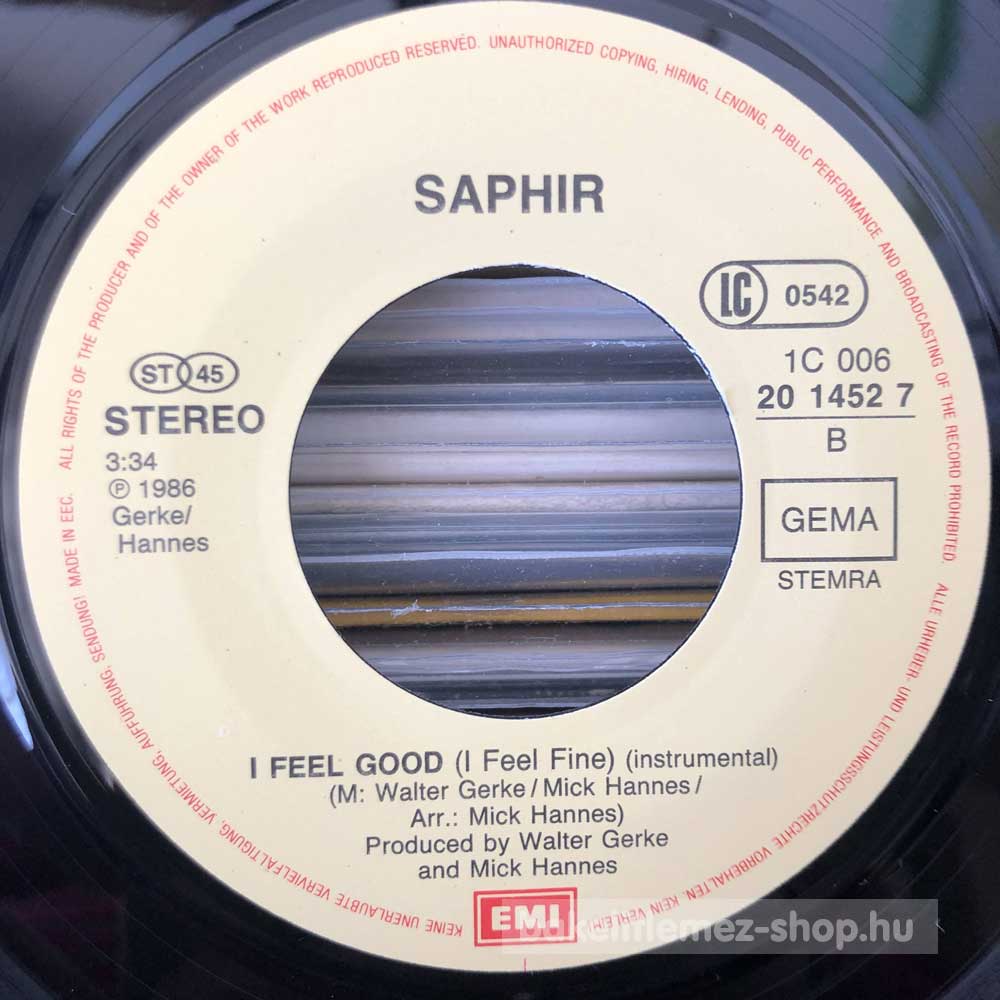 ALL RIGHTS OF THE PRODUCER AND OF THE OWNER OF THE WORK REPRODUCED RESERVED. UNAUTHORIZED COPYING, HIRING, LENDING, PUBLIC PERFORMANCE AND BROADCASTING OF THE RECORD PROHIBITED.
SAPHIR
LC 0542
1C 006
20 1452 7
B
GEMA
STEMRA
ST 45
STEREO
3:34
℗ 1986
Gerke/
Hannes
I FEEL GOOD (I Feel Fine) (instrumental)
(M: Walter Gerke/Mick Hannes/
Arr.: Mick Hannes)
Produced by Walter Gerke
and Mick Hannes
EMI
ALLE URHEBER- UND LEISTUNGSSCHUTZRECHTE VORBEHALTEN. KEIN VERLEIH!
KEINE UNERLAUBTE VERVIELFÄLTIGUNG, VERMIETUNG, AUFFÜHRUNG, SENDUNG! MADE IN EEC.
bakelitlemez-shop.hu